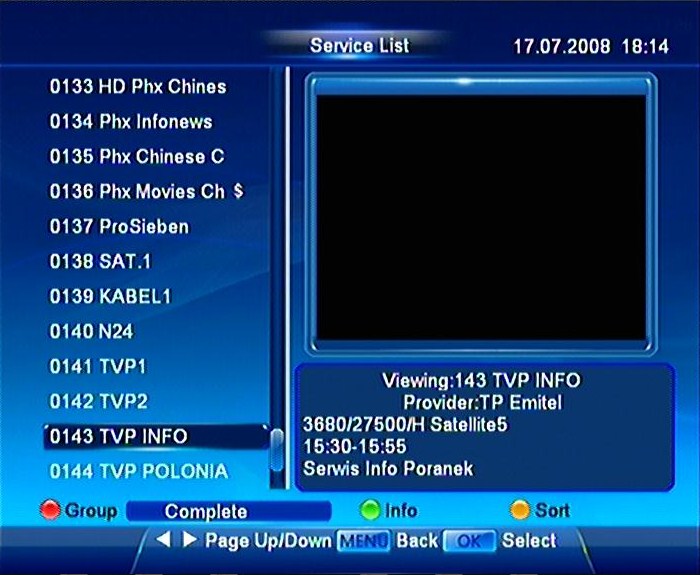 Service List
17.07.2008 18:14
0133 HD Phx Chines
0134 Phx Infonews
0135 Phx Chinese C
0136 Phx Movies Ch $
0137 ProSieben
0138 SAT.1
0139 KABEL1
0140 N24
0141 TVP1
0142 TVP2
0143 TVP INFO
0144 TVP POLONIA
Viewing:143 TVP INFO
Provider:TP Emitel
3680/27500/H Satellite5
15:30-15:55
Serwis Info Poranek
Group
Complete
Info
Sort
Page Up/Down MENU Back OK Select